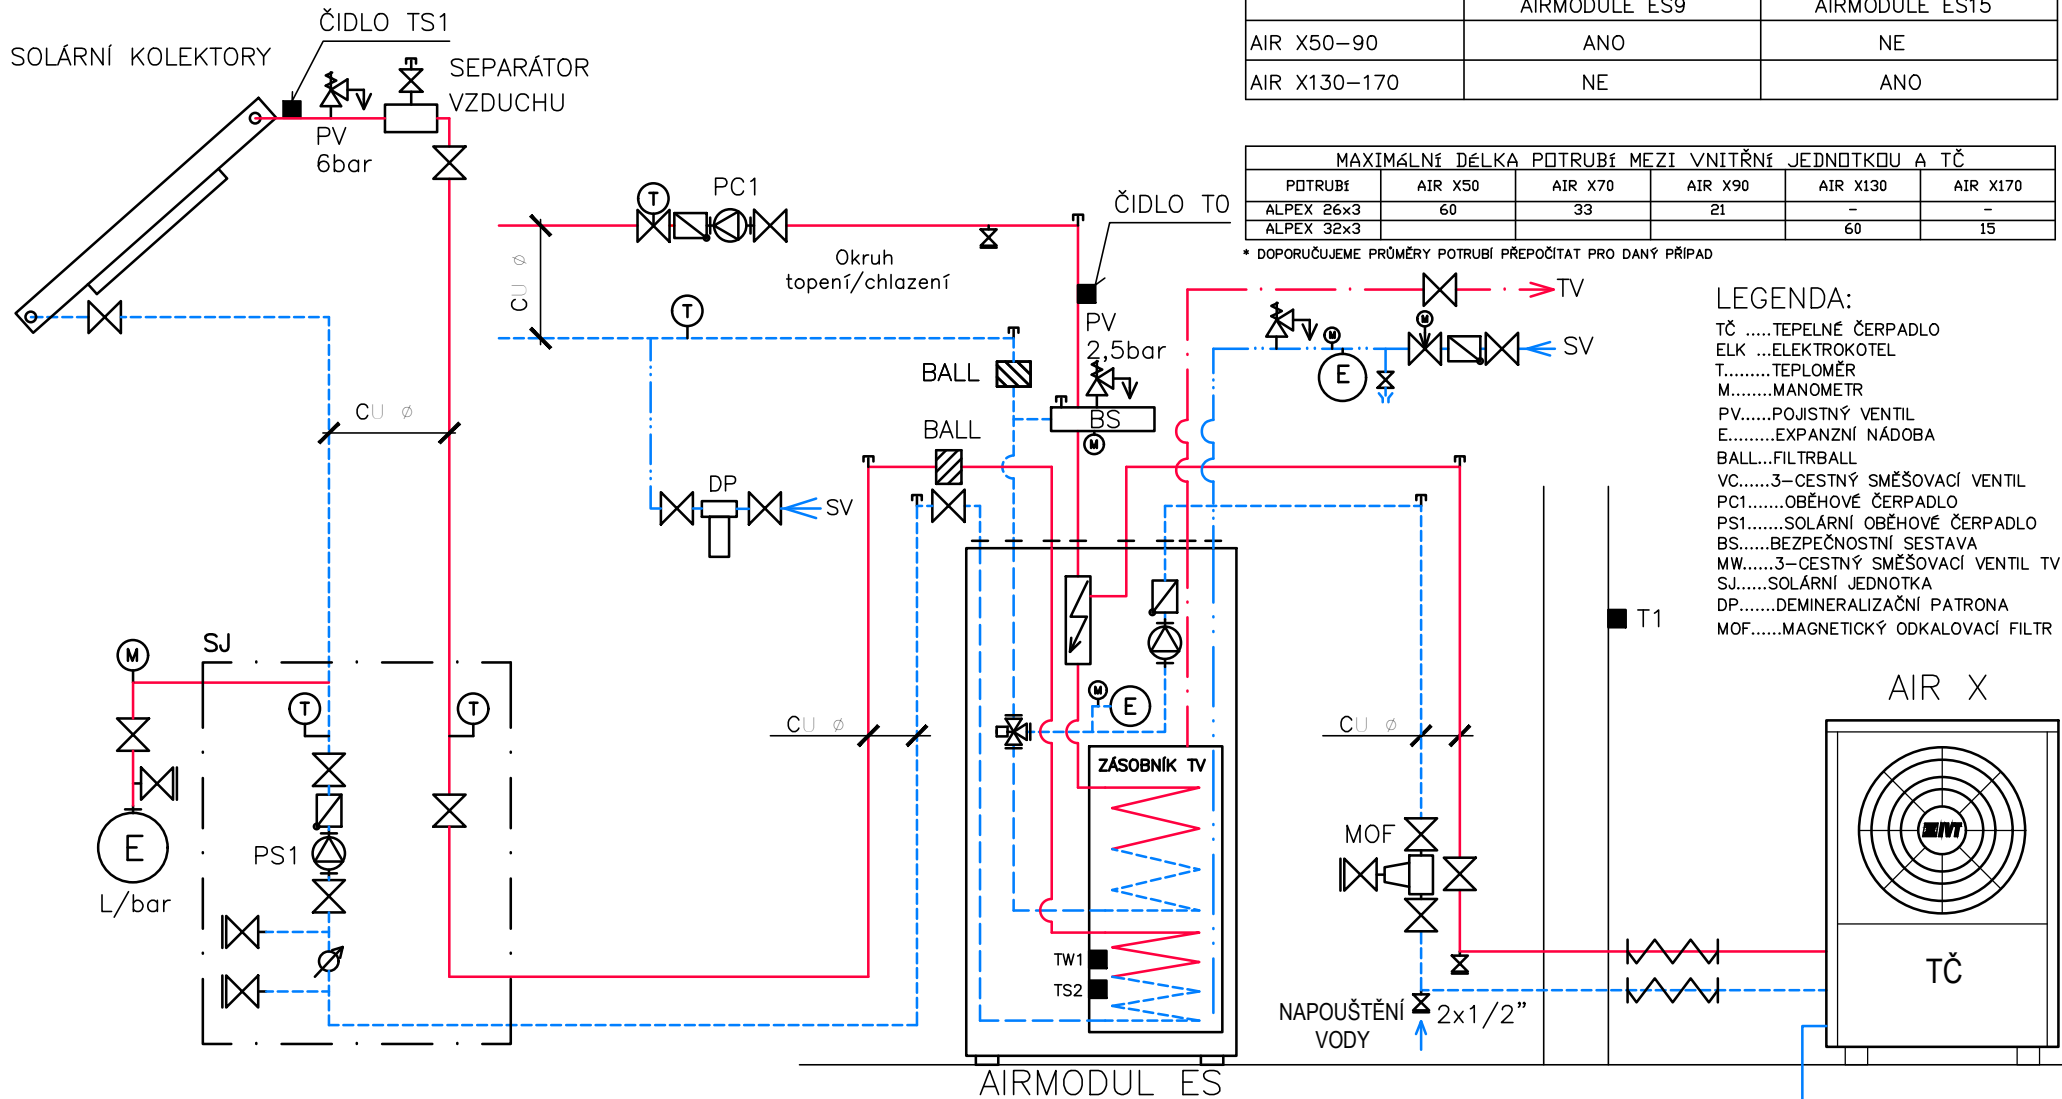 ČIDLO TS1
SOLÁRNÍ KOLEKTORY
SEPARÁTOR
VZDUCHU
PV
6bar
AIRMODULE ES9 AIRMODULE ES15
AIR X50-90 ANO NE
AIR X130-170 NE ANO
MAXIMáLNí DéLKA POTRUBí MEZI VNITŘNí JEDNOTKOU A TČ
POTRUBí AIR X50 AIR X70 AIR X90 AIR X130 AIR X170
ALPEX 26x3 60 33 21 - -
ALPEX 32x3 60 15
* DOPORUČUJEME PRŮMĚRY POTRUBÍ PŘEPOČÍTAT PRO DANÝ PŘÍPAD
T
PC1
ČIDLO T0
Okruh
topení/chlazení
CU ø
T
PV
2,5bar
BALL
BS
M
TV
M
M
E
SV
LEGENDA:
TČ .....TEPELNÉ ČERPADLO
ELK ...ELEKTROKOTEL
T.........TEPLOMĚR
M........MANOMETR
PV......POJISTNÝ VENTIL
E.........EXPANZNÍ NÁDOBA
BALL...FILTRBALL
VC......3-CESTNÝ SMĚŠOVACÍ VENTIL
PC1.......OBĚHOVÉ ČERPADLO
PS1.......SOLÁRNÍ OBĚHOVÉ ČERPADLO
BS......BEZPEČNOSTNÍ SESTAVA
MW......3-CESTNÝ SMĚŠOVACÍ VENTIL TV
SJ......SOLÁRNÍ JEDNOTKA
DP.......DEMINERALIZAČNÍ PATRONA
MOF......MAGNETICKÝ ODKALOVACÍ FILTR
CU ø
BALL
DP
SV
T1
SJ
M
T
T
PS1
E
L/bar
CU ø
M
E
ZÁSOBNÍK TV
TW1
TS2
CU ø
MOF
NAPOUŠTĚNÍ
VODY
2x1/2”
AIR X
IVT
TČ
AIRMODUL ES